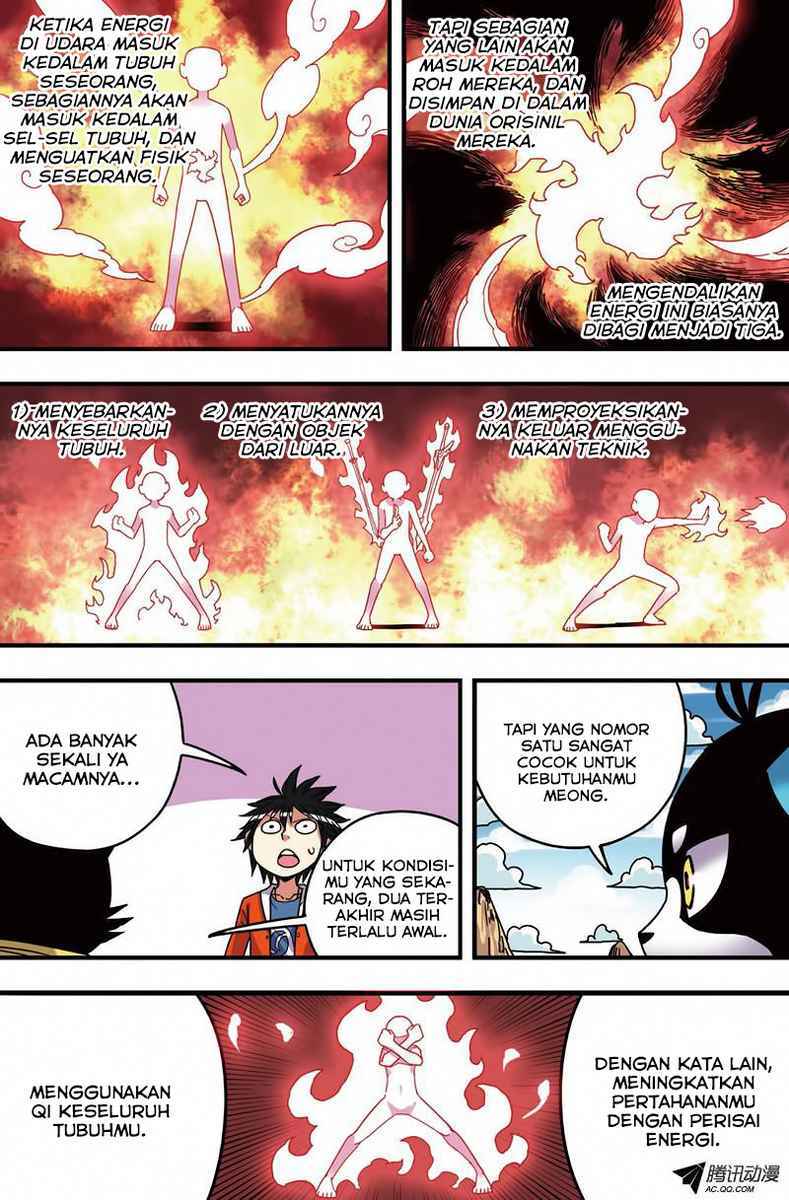 KETIKA ENERGI
DI UDARA MASUK
KEDALAM TUBUH
SESEORANG,
SEBAGIANNYA AKAN
MASUK KEDALAM
SEL-SEL TUBUH, DAN
MENGUATKAN FISIK
SESEORANG.
TAPI SEBAGIAN
YANG LAIN AKAN
MASUK KEDALAM
ROH MEREKA, DAN
DISIMPAN DI DALAM
DUNIA ORISINIL
MEREKA.
MENGENDALIKAN
ENERGI INI BIASANYA
DIBAGI MENJADI TIGA.
1) MENYEBARKAN-
NYA KESELURUH
TUBUH.
2) MENYATUKANNYA
DENGAN OBJEK
DARI LUAR.
3) MEMPROYEKSIKAN-
NYA KELUAR MENGGU-
NAKAN TEKNIK.
ADA BANYAK
SEKALI YA
MACAMNYA...
UNTUK KONDISI-
MU YANG SEKA-
RANG, DUA TER-
AKHIR MASIH
TERLALU AWAL.
TAPI YANG NOMOR
SATU SANGAT
COCOK UNTUK
KEBUTUHANMU
MEONG.
MENGGUNAKAN
QI KESELURUH
TUBUHMU.
DENGAN KATA LAIN,
MENINGKATKAN
PERTAHANANMU
DENGAN PERISAI
ENERGI.
腾讯动漫
AC.QQ.COM